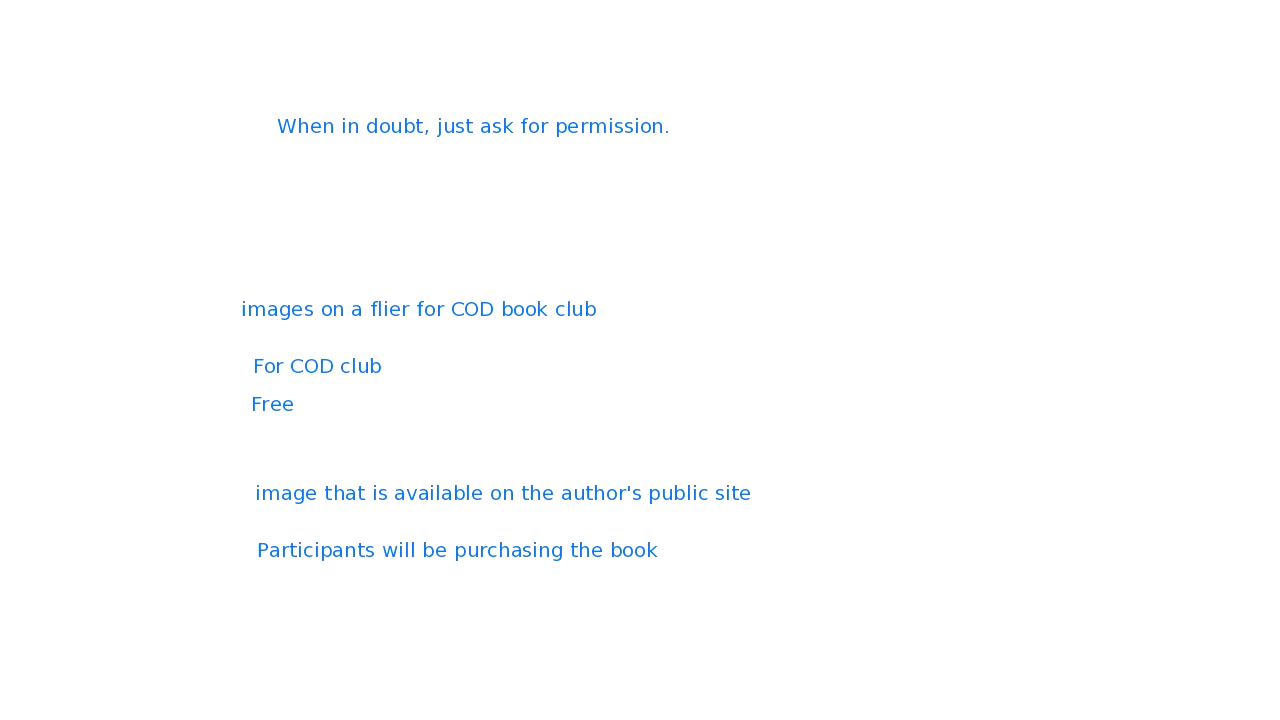 When in doubt, just ask for permission.
images on a flier for COD book club
For COD club
Free
image that is available on the author's public site
Participants will be purchasing the book